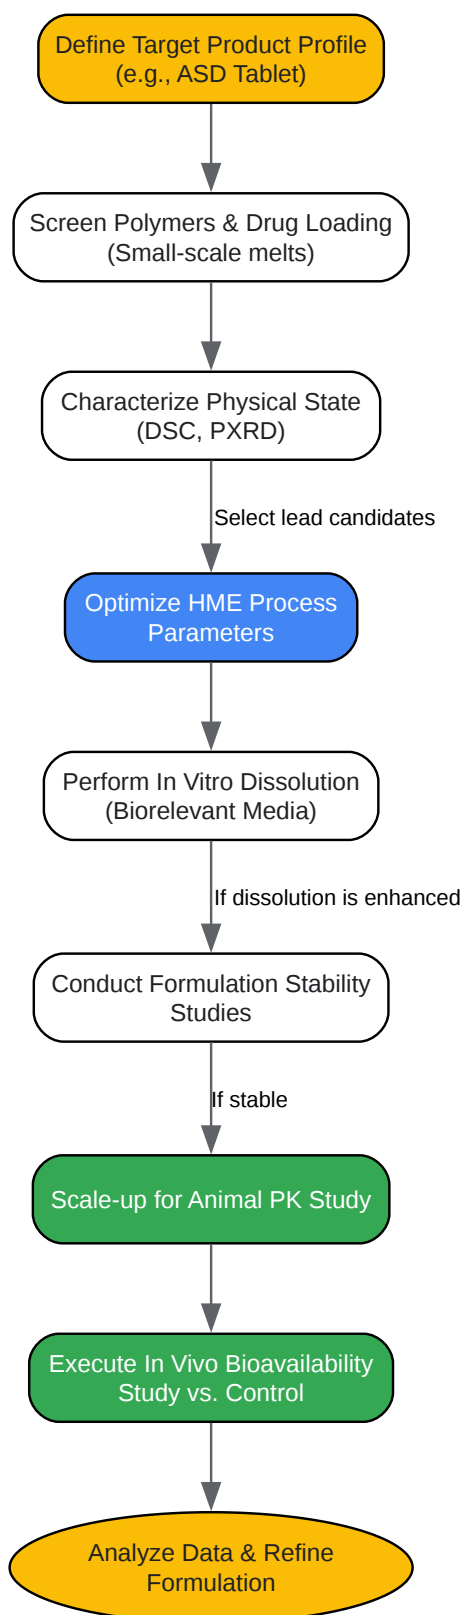 Define Target Product Profile
(e.g., ASD Tablet)
Screen Polymers & Drug Loading
(Small-scale melts)
Characterize Physical State
(DSC, PXRD)
Select lead candidates
Optimize HME Process
Parameters
Perform In Vitro Dissolution
(Biorelevant Media)
If dissolution is enhanced
Conduct Formulation Stability
Studies
If stable
Scale-up for Animal PK Study
Execute In Vivo Bioavailability
Study vs. Control
Analyze Data & Refine
Formulation